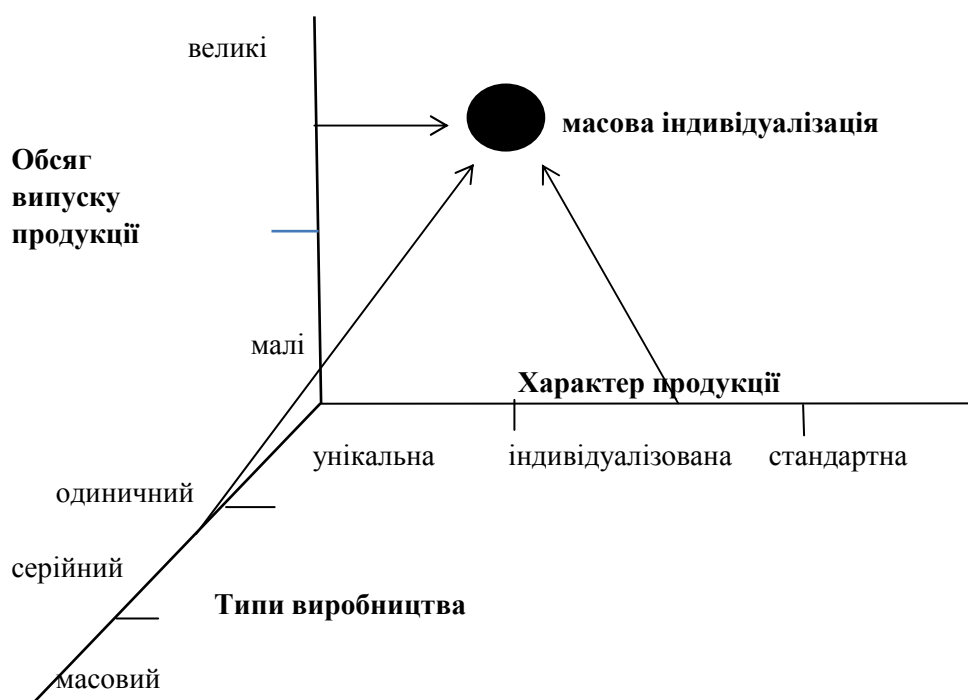 великі
масова індивідуалізація
Обсяг
випуску
продукції
малі
Характер продукції
унікальна індивідуалізована стандартна
одиничний
серійний
Типи виробництва
масовий